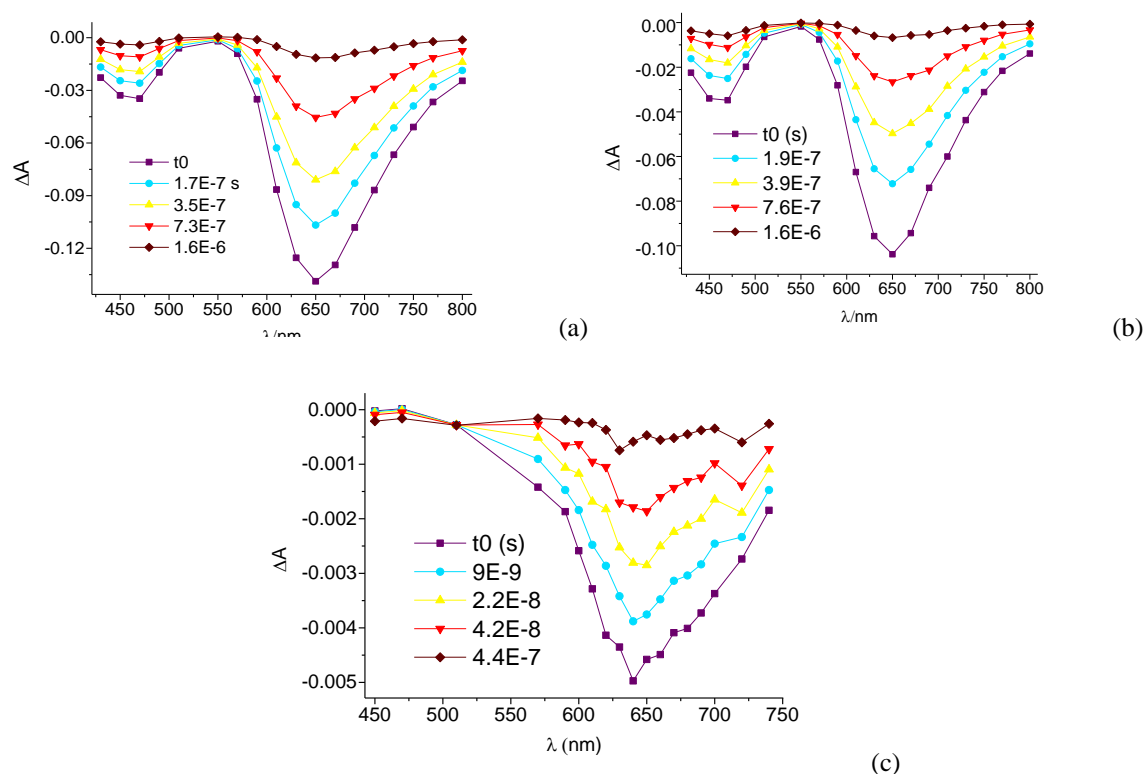 0.00
-0.03
-0.06
-0.09
-0.12
ΔA
t0
1.7E-7 s
3.5E-7
7.3E-7
1.6E-6
450 500 550 600 650 700 750 800
λ/nm
(a)
0.00
-0.02
-0.04
-0.06
-0.08
-0.10
ΔA
t0 (s)
1.9E-7
3.9E-7
7.6E-7
1.6E-6
450 500 550 600 650 700 750 800
λ/nm
(b)
0.000
-0.001
-0.002
-0.003
-0.004
-0.005
ΔA
t0 (s)
9E-9
2.2E-8
4.2E-8
4.4E-7
450 500 550 600 650 700 750
λ (nm)
(c)